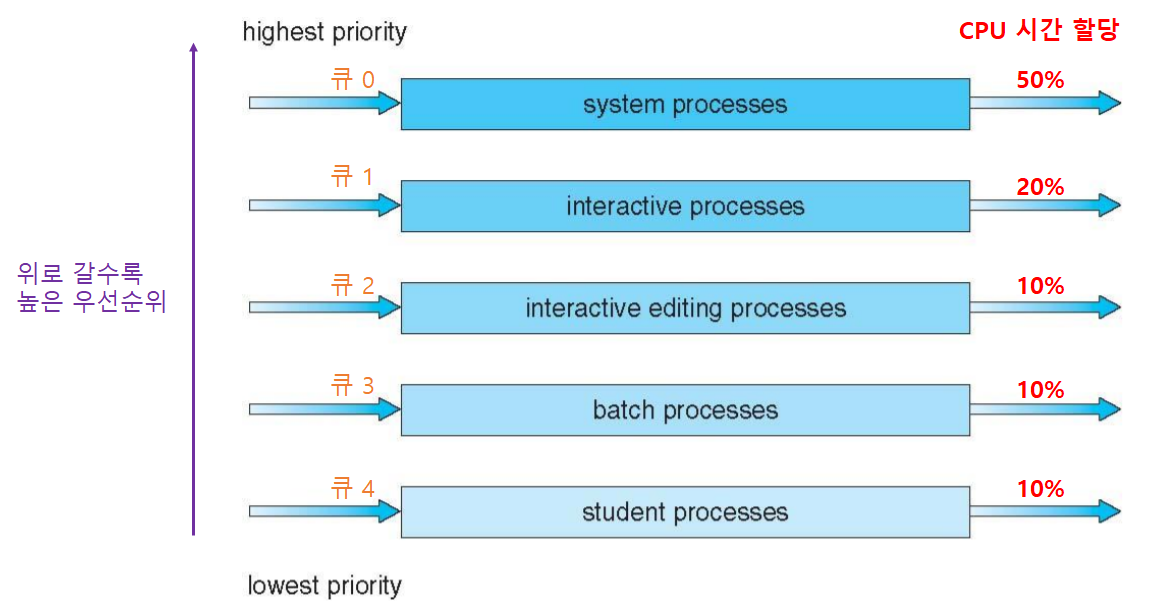 highest priority
CPU 시간 할당
큐 0
system processes
50%
큐 1
interactive processes
20%
위로 갈수록
높은 우선순위
큐 2
interactive editing processes
10%
큐 3
batch processes
10%
큐 4
student processes
10%
lowest priority